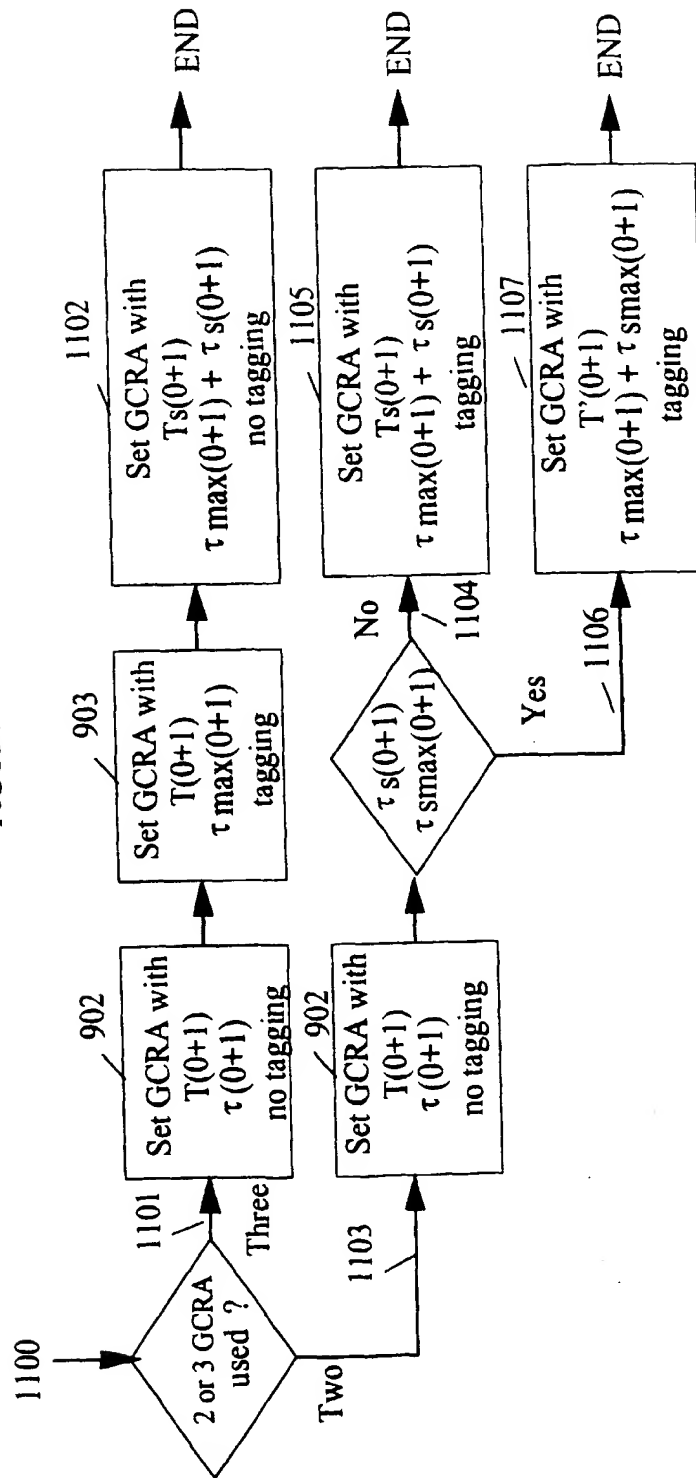 1100
2 or 3 GCRA
used ?
1101
Three
902
Set GCRA with
T(0+1)
τ(0+1)
no tagging
903
Set GCRA with
T(0+1)
τ max(0+1)
tagging
1102
Set GCRA with
Ts(0+1)
τ max(0+1) + τ s(0+1)
no tagging
END
Two
1103
902
Set GCRA with
T(0+1)
τ(0+1)
no tagging
τ s(0+1)
τ smax(0+1)
No
1104
1105
Set GCRA with
Ts(0+1)
τ max(0+1) + τ s(0+1)
tagging
END
Yes
1106
1107
Set GCRA with
T'(0+1)
τ max(0+1) + τ smax(0+1)
tagging
END